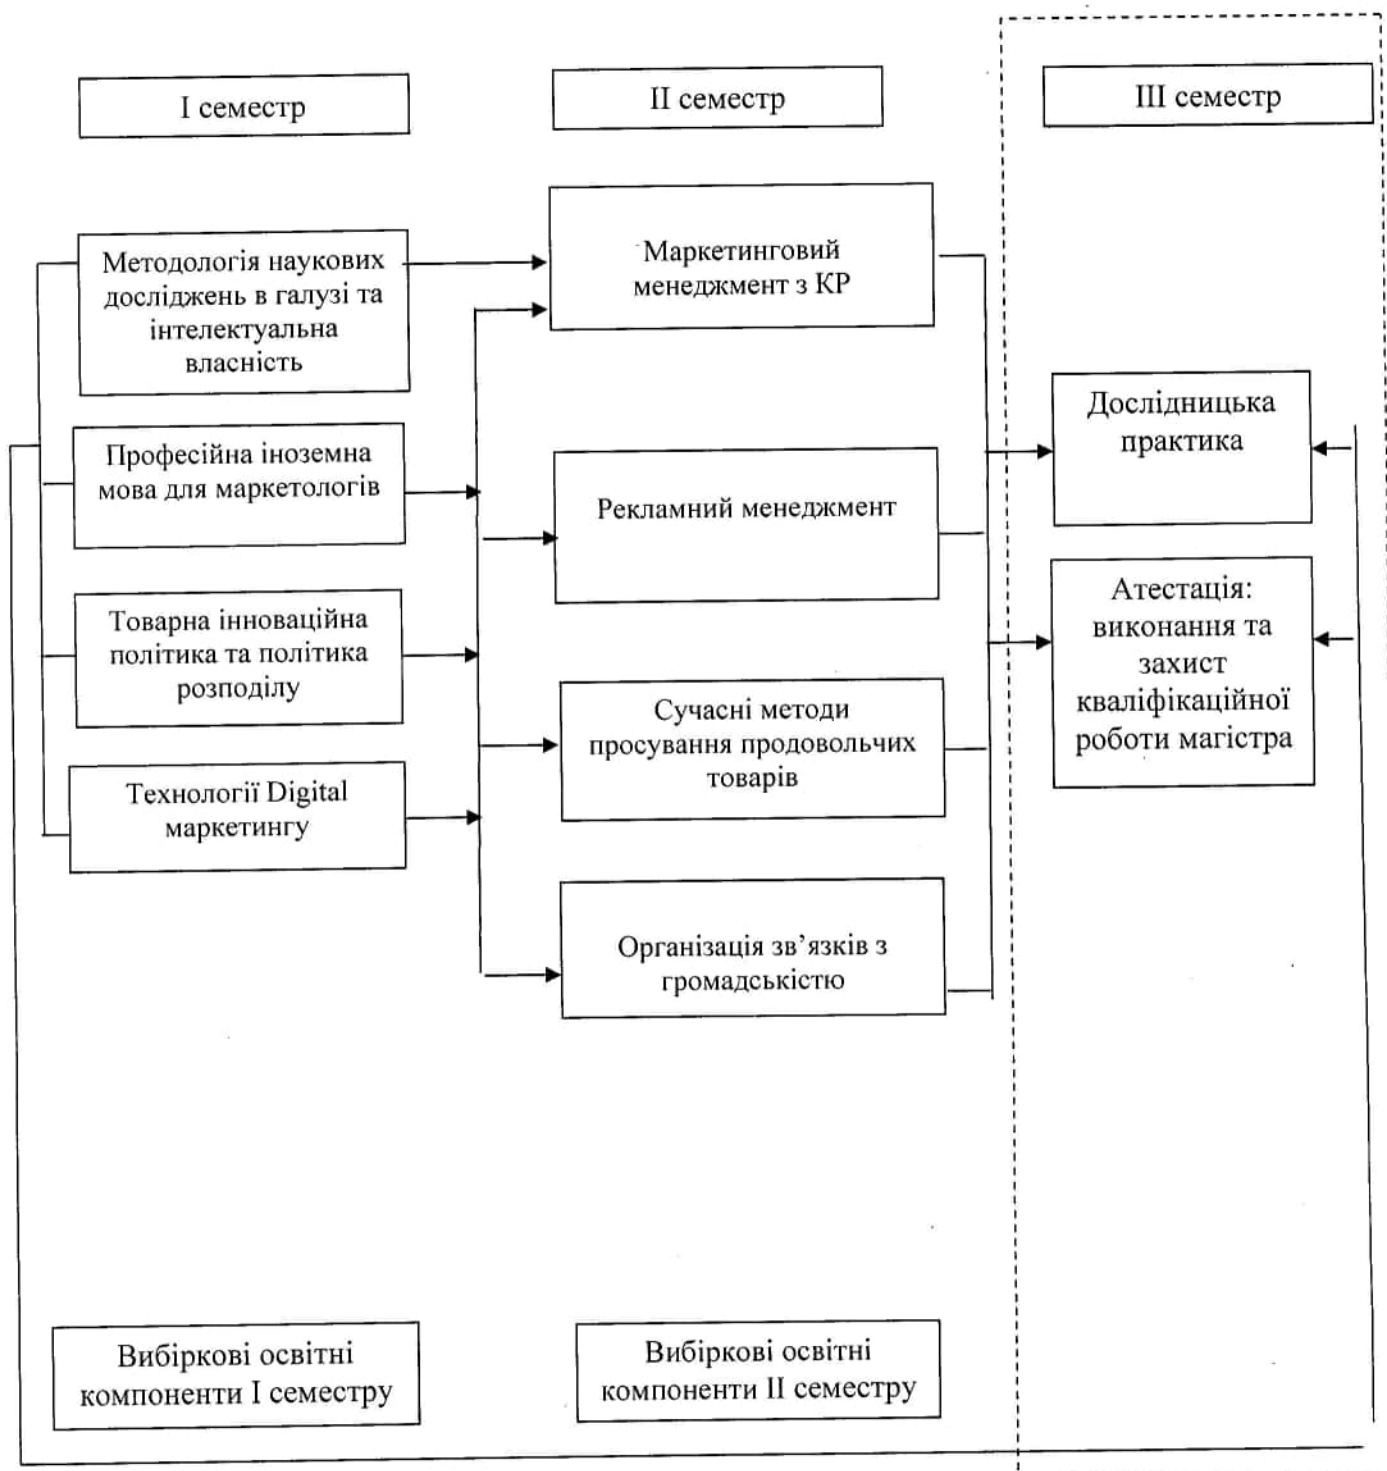 І семестр
ІІ семестр
ІІІ семестр
Методологія наукових
досліджень в галузі та
інтелектуальна
власність
Професійна іноземна
мова для маркетологів
Товарна інноваційна
політика та політика
розподілу
Технології Digital
маркетингу
Маркетинговий
менеджмент з КР
Рекламний менеджмент
Сучасні методи
просування продовольчих
товарів
Організація зв’язків з
громадськістю
Дослідницька
практика
Атестація:
виконання та
захист
кваліфікаційної
роботи магістра
Вибіркові освітні
компоненти І семестру
Вибіркові освітні
компоненти ІІ семестру